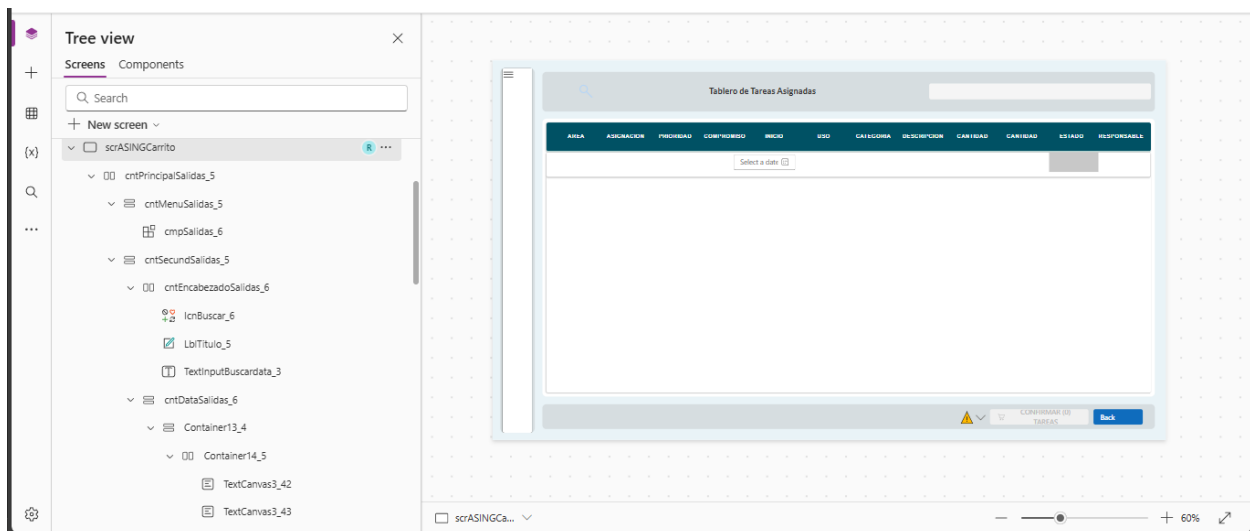 Tree view
Screens Components
Search
New screen
scrASINGCarrito R
cntPrincipalSalidas_5
cntMenuSalidas_5
cmpSalidas_6
cntSecundSalidas_5
cntEncabezadoSalidas_6
IcnBuscar_6
LblTitulo_5
TextInputBuscardata_3
cntDataSalidas_6
Container13_4
Container14_5
TextCanvas3_42
TextCanvas3_43
Tablero de Tareas Asignadas
AREA ASIGNACION PRIORIDAD COMPROMISO INICIO USO CATEGORIA DESCRIPCION CANTIDAD CANTIDAD ESTADO RESPONSABLE
Select a date
CONFIRMAR (0)
TAREAS
Back
scrASINGCa...
60%